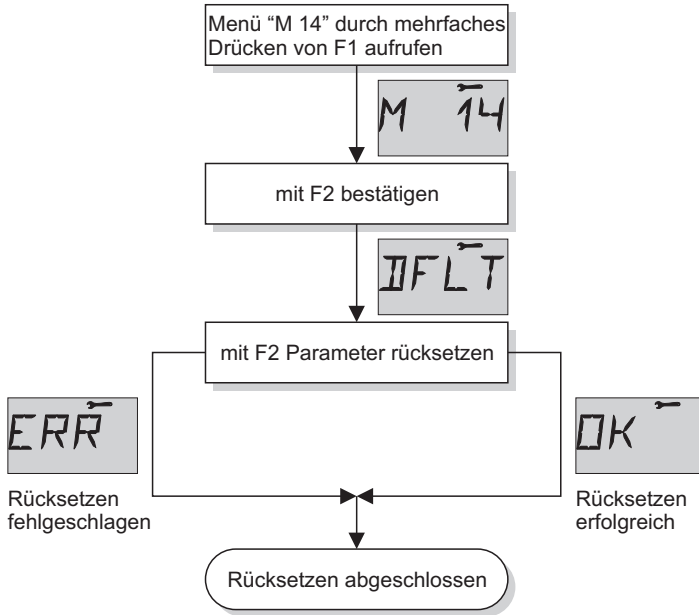 Menü “M 14” durch mehrfaches
Drücken von F1 aufrufen
M 14
mit F2 bestätigen
DFLT
mit F2 Parameter rücksetzen
ERR
OK
Rücksetzen
fehlgeschlagen
Rücksetzen
erfolgreich
Rücksetzen abgeschlossen